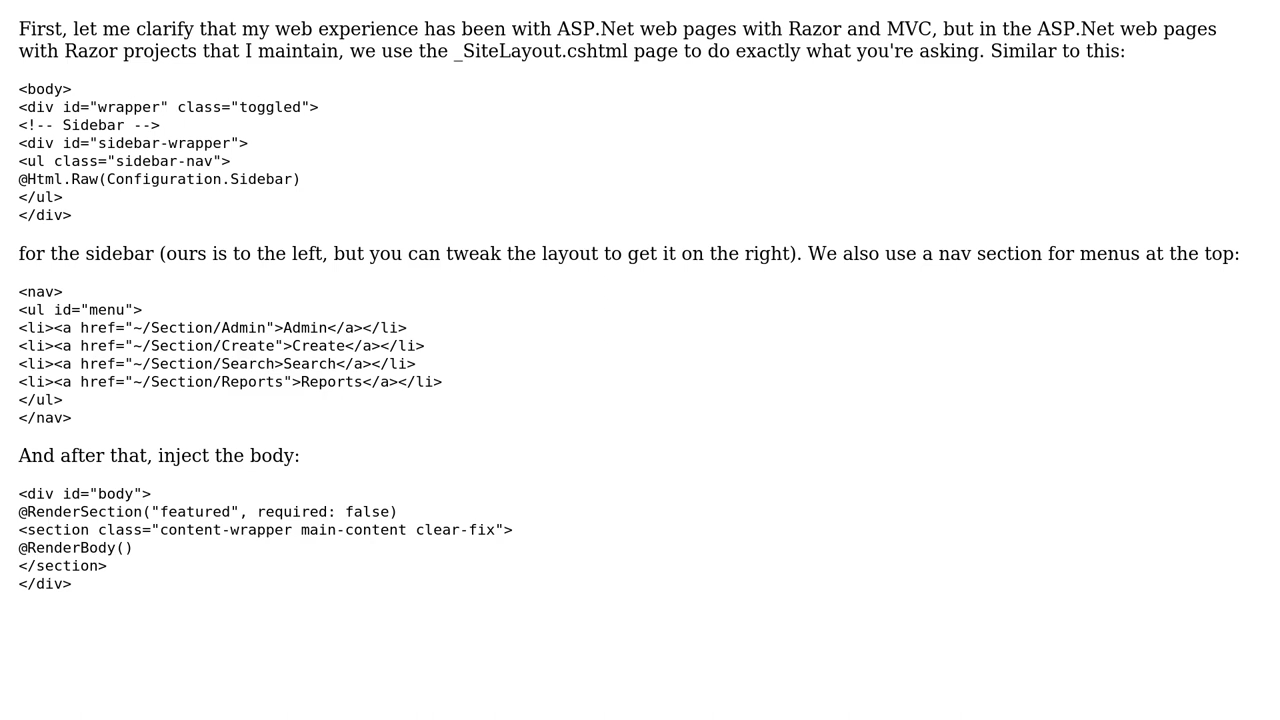 First, let me clarify that my web experience has been with ASP.Net web pages with Razor and MVC, but in the ASP.Net web pages
with Razor projects that I maintain, we use the _SiteLayout.cshtml page to do exactly what you're asking. Similar to this:
<body>
<div id="wrapper" class="toggled">
<!-- Sidebar -->
<div id="sidebar-wrapper">
<ul class="sidebar-nav">
@Html.Raw(Configuration.Sidebar)
</ul>
</div>
for the sidebar (ours is to the left, but you can tweak the layout to get it on the right). We also use a nav section for menus at the top:
<nav>
<ul id="menu">
<li><a href="~/Section/Admin">Admin</a></li>
<li><a href="~/Section/Create">Create</a></li>
<li><a href="~/Section/Search>Search</a></li>
<li><a href="~/Section/Reports">Reports</a></li>
</ul>
</nav>
And after that, inject the body:
<div id="body">
@RenderSection("featured", required: false)
<section class="content-wrapper main-content clear-fix">
@RenderBody()
</section>
</div>